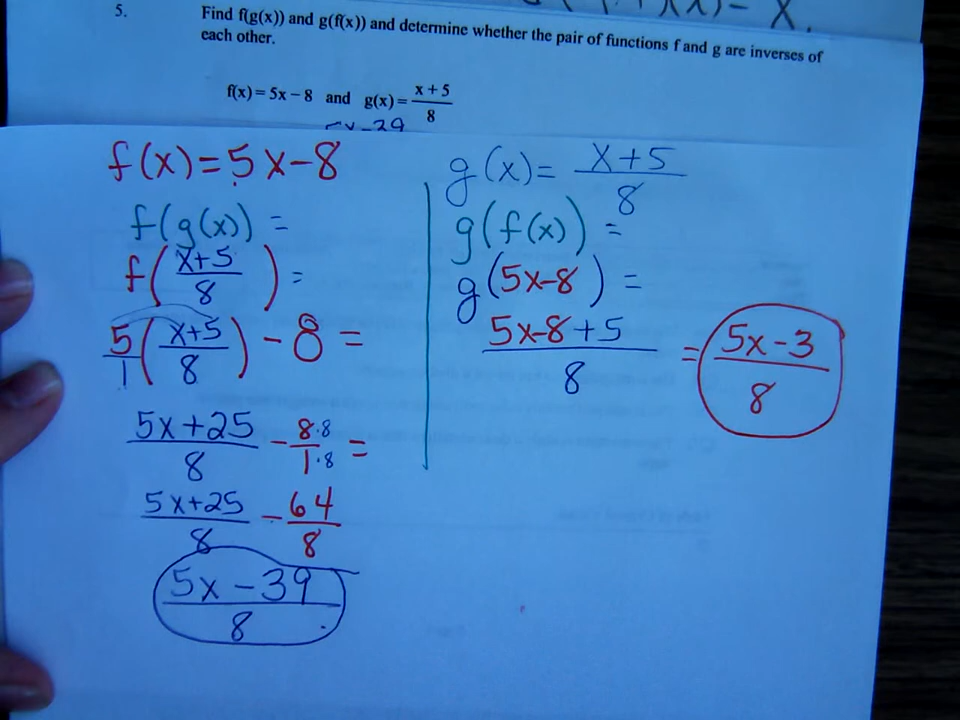 x.
5. Find f(g(x)) and g(f(x)) and determine whether the pair of functions f and g are inverses of
each other.
f(x) = 5x – 8 and g(x) = x + 5
8
f(x) = 5x – 8
f(g(x)) =
f( x+5 / 8 ) =
5/1 ( x+5 / 8 ) – 8 =
5x+25 / 8 – 8·8 / 1·8 =
5x+25 / 8 – 64 / 8
5x – 39 / 8
g(x) = x+5 / 8
g(f(x)) =
g(5x–8) =
5x–8+5 / 8 = 5x – 3 / 8